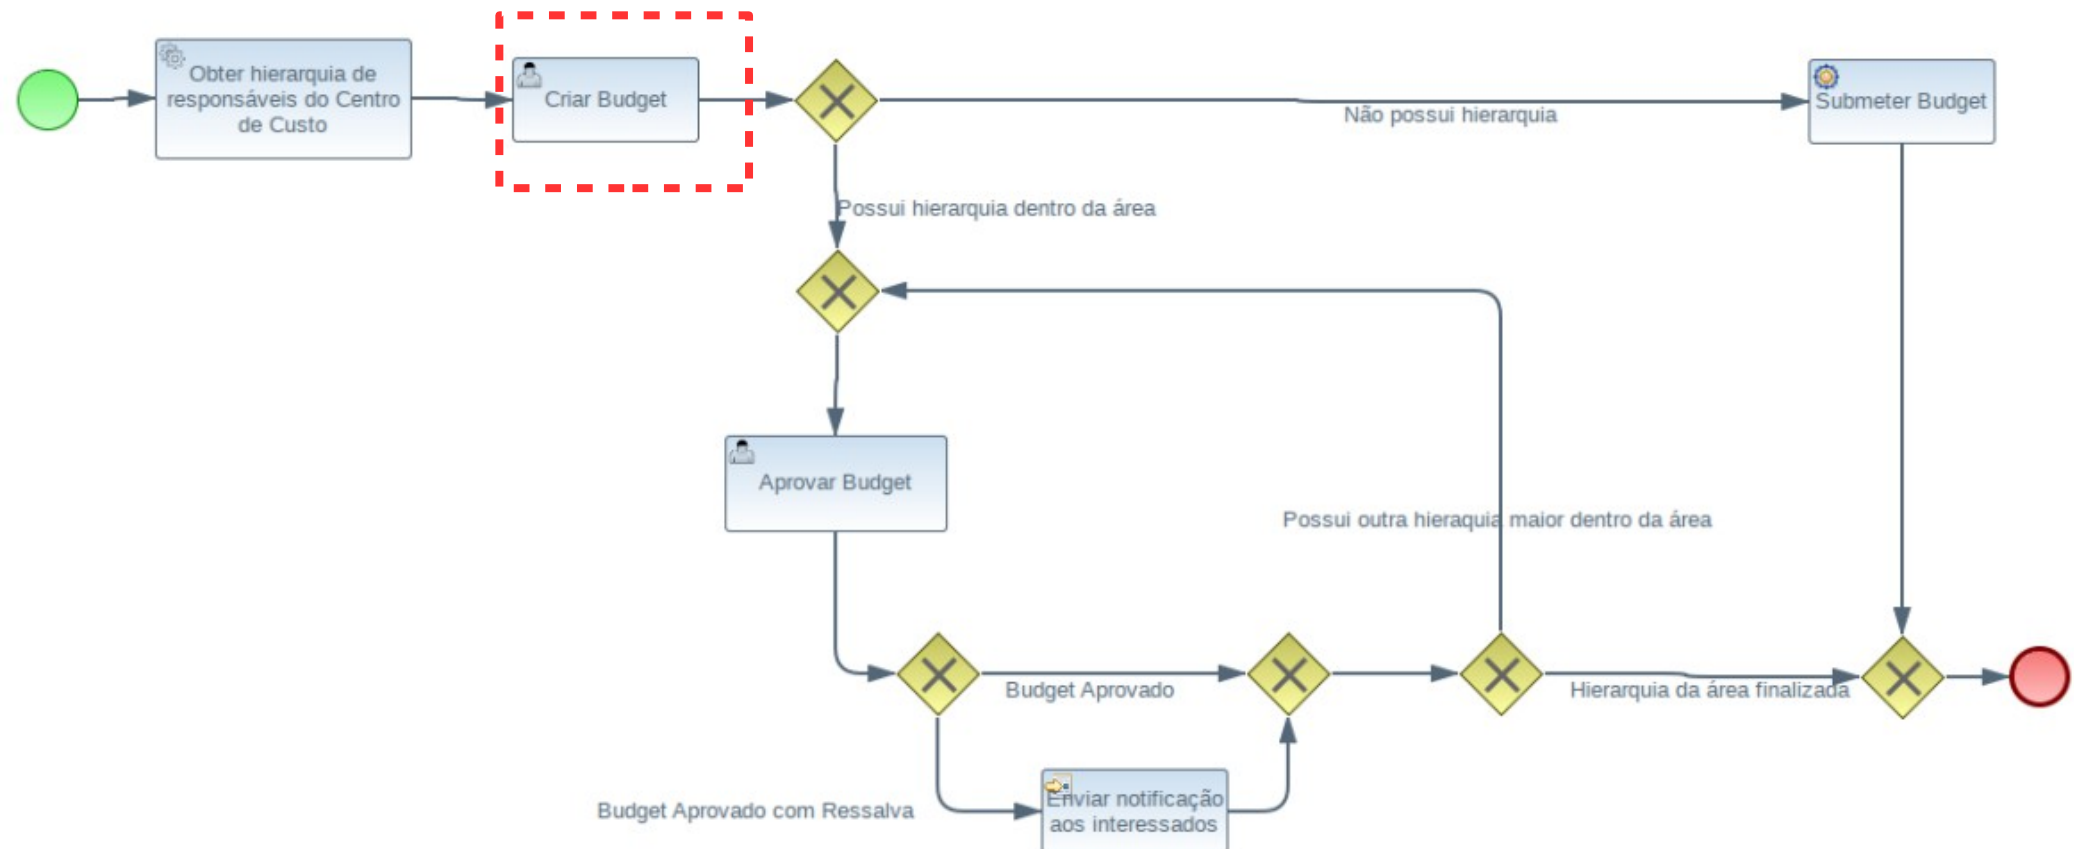 Obter hierarquia de
responsáveis do Centro
de Custo
Criar Budget
Não possui hierarquia
Submeter Budget
Possui hierarquia dentro da área
Aprovar Budget
Possui outra hieraquia maior dentro da área
Budget Aprovado
Hierarquia da área finalizada
Budget Aprovado com Ressalva
Enviar notificação
aos interessados